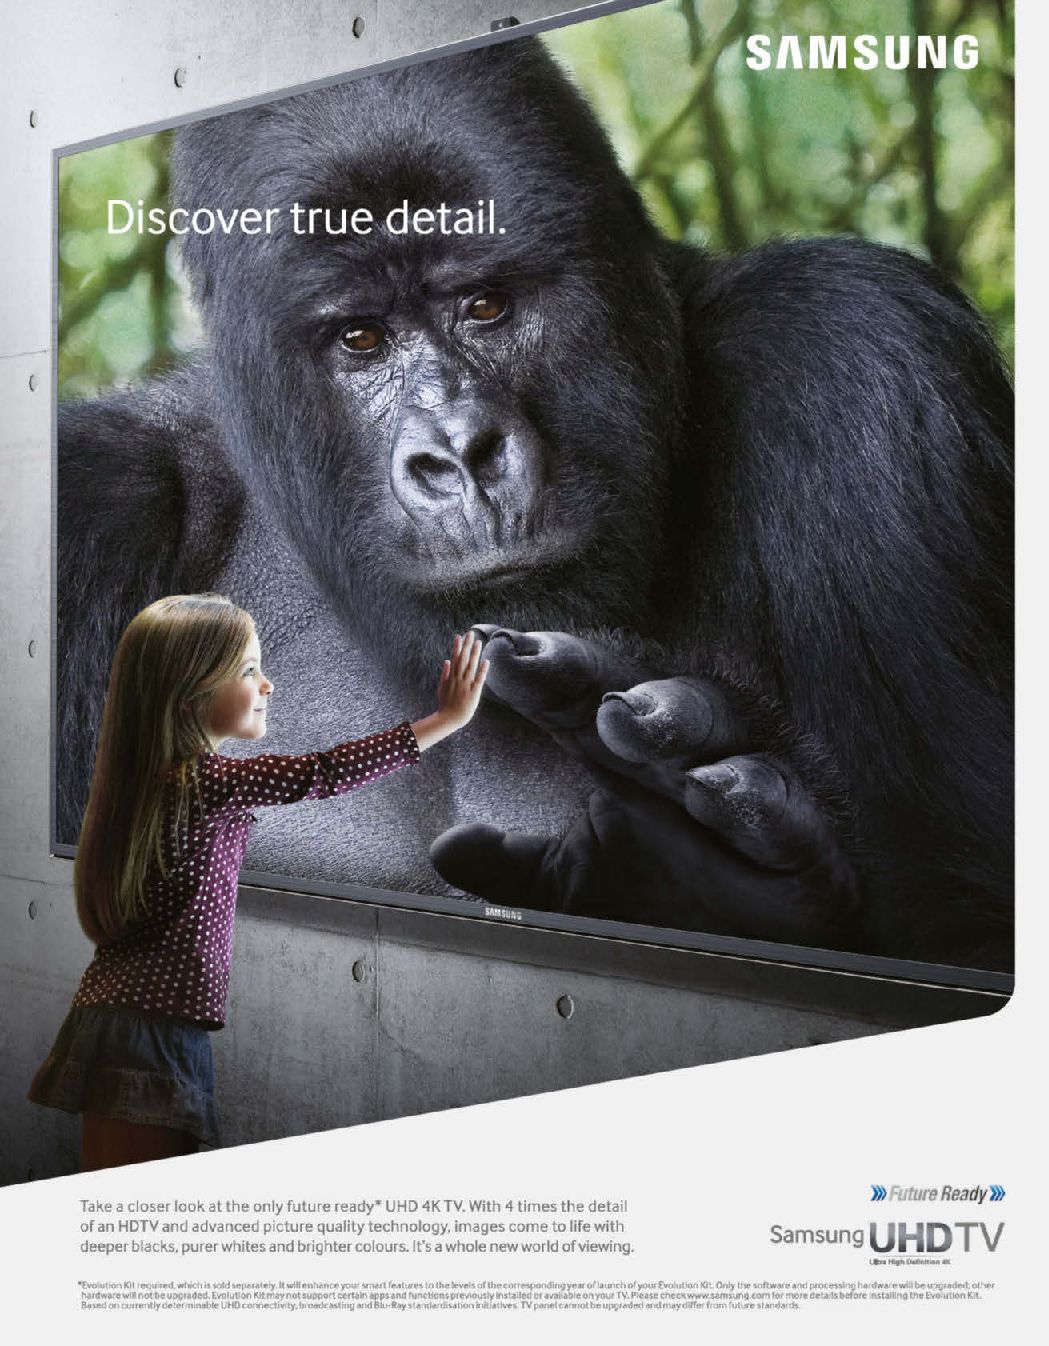 SAMSUNG
Discover true detail.
SAMSUNG
Take a closer look at the only future ready* UHD 4K TV. With 4 times the detail
of an HDTV and advanced picture quality technology, images come to life with
deeper blacks, purer whites and brighter colours. It's a whole new world of viewing.
Future Ready
Samsung UHD TV
Ultra High Definition 4K
*Evolution Kit required, which is sold separately. It will enhance your smart features to the levels of the corresponding year of launch of your Evolution Kit. Only the software and processing hardware will be upgraded; other
hardware will not be upgraded. Evolution Kit may not support certain apps and functions previously installed or available on your TV. Please check www.samsung.com for more details before installing the Evolution Kit.
Based on currently determinable UHD connectivity, broadcasting and Blu-Ray standardisation initiatives. TV panel cannot be upgraded and may differ from future standards.